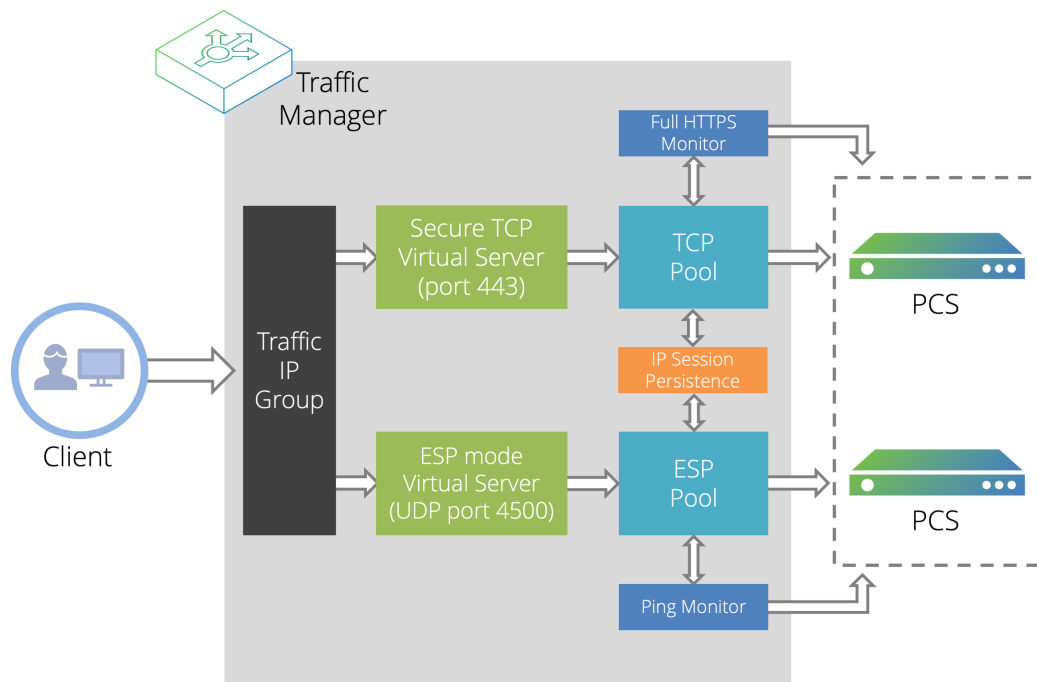 Traffic
Manager
Full HTTPS
Monitor
Secure TCP
Virtual Server
(port 443)
TCP
Pool
PCS
Traffic
IP
Group
IP Session
Persistence
Client
ESP mode
Virtual Server
(UDP port 4500)
ESP
Pool
PCS
Ping Monitor